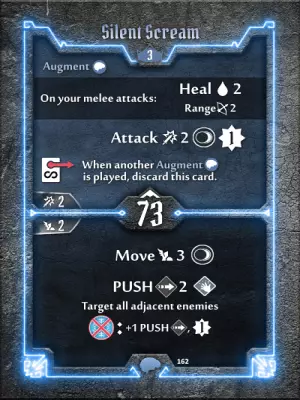 Silent Scream
3
Augment
On your melee attacks:
Heal 2
Range 2
Attack 2 1
When another Augment
is played, discard this card.
S
2
73
2
Move 3
PUSH 2
Target all adjacent enemies
: +1 PUSH , 1
162